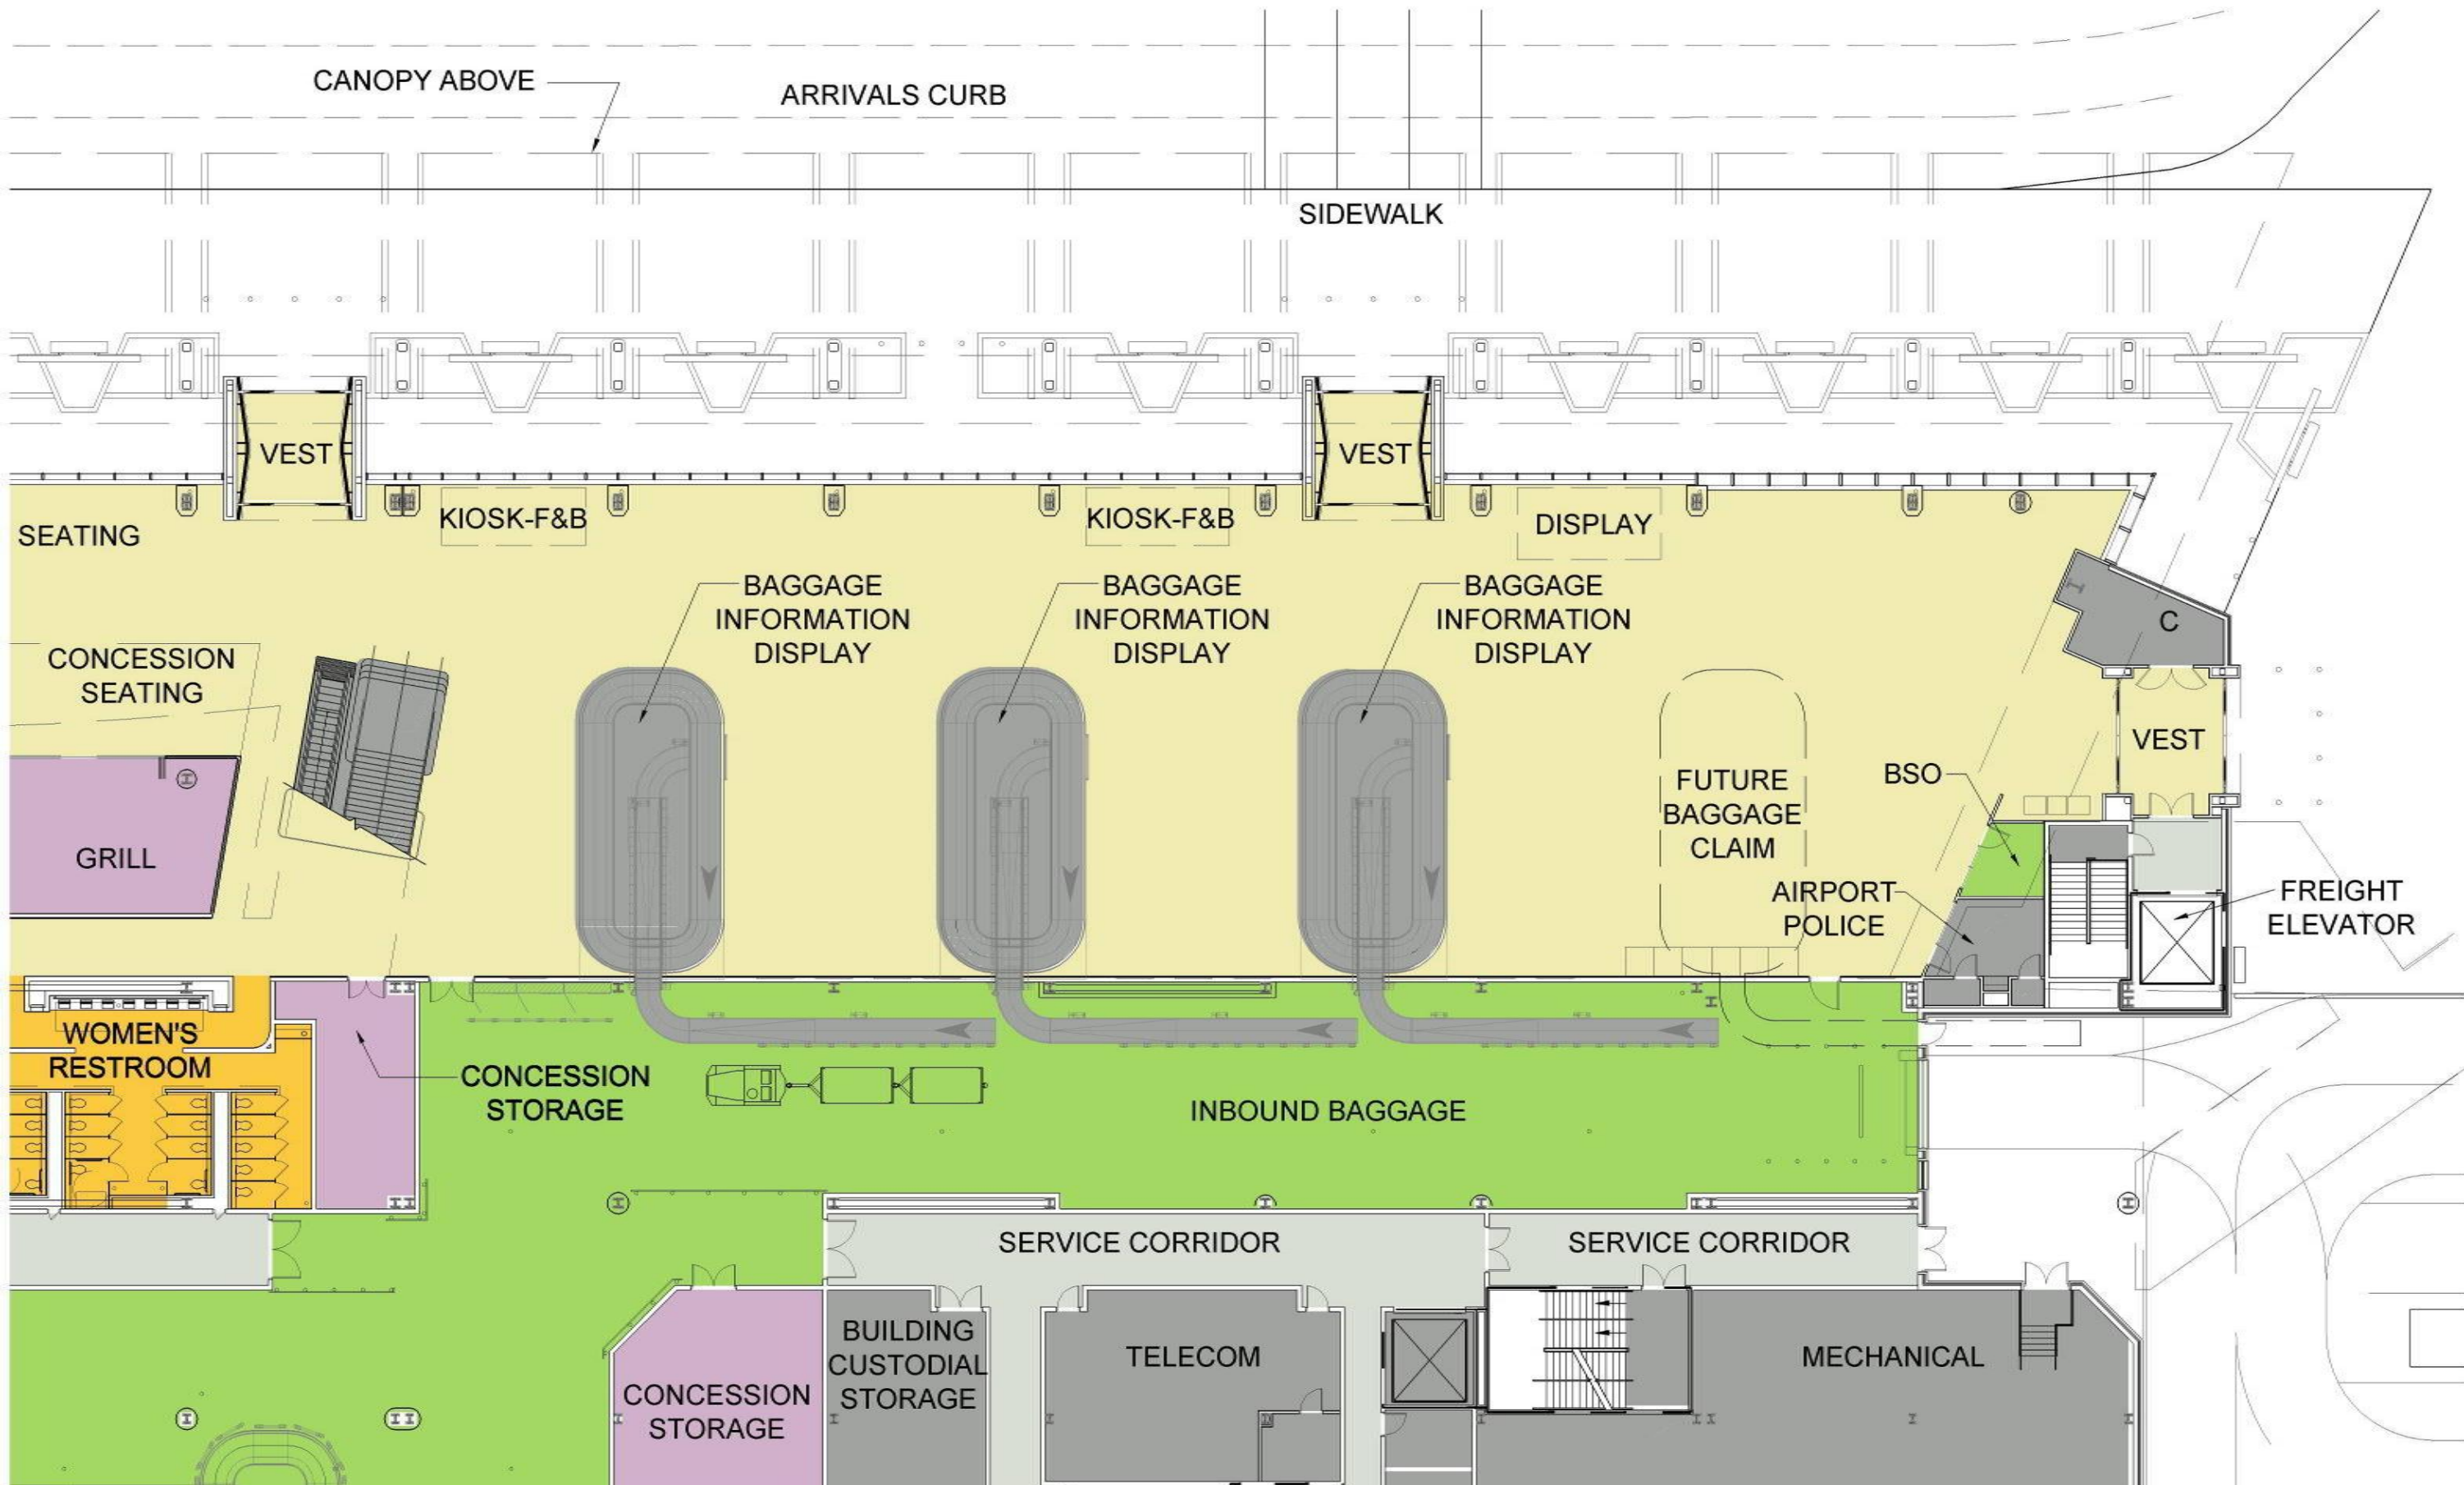 CANOPY ABOVE
ARRIVALS CURB
SIDEWALK
VEST
VEST
SEATING
KIOSK-F&B
KIOSK-F&B
DISPLAY
BAGGAGE
INFORMATION
DISPLAY
BAGGAGE
INFORMATION
DISPLAY
BAGGAGE
INFORMATION
DISPLAY
C
CONCESSION
SEATING
VEST
BSO
FUTURE
BAGGAGE
CLAIM
GRILL
AIRPORT
POLICE
FREIGHT
ELEVATOR
WOMEN'S
RESTROOM
CONCESSION
STORAGE
INBOUND BAGGAGE
SERVICE CORRIDOR
SERVICE CORRIDOR
BUILDING
CUSTODIAL
STORAGE
TELECOM
MECHANICAL
CONCESSION
STORAGE